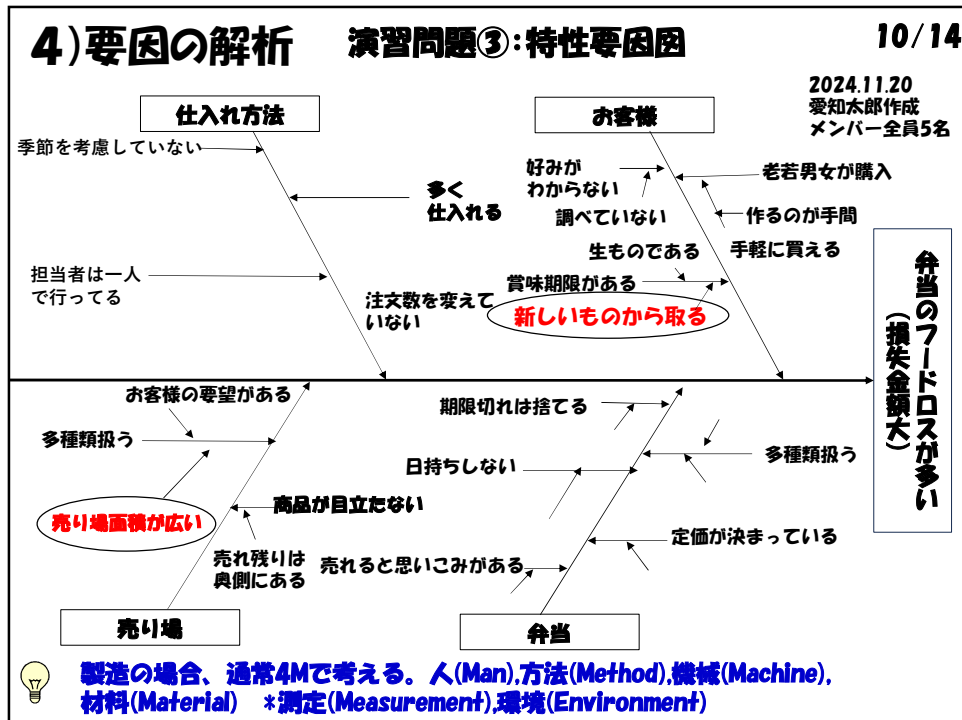 4)要因の解析　演習問題③:特性要因図
10/14
2024.11.20
愛知太郎作成
メンバー全員5名
仕入れ方法
季節を考慮していない
多く
仕入れる
担当者は一人
で行ってる
注文数を変えて
いない
お客様
好みが
わからない
調べていない
老若男女が購入
作るのが手間
手軽に買える
生ものである
賞味期限がある
新しいものから取る
弁当のフードロスが多い
(損失金額大)
お客様の要望がある
多種類扱う
売り場面積が広い
商品が目立たない
売れ残りは
奥側にある
売り場
期限切れは捨てる
日持ちしない
多種類扱う
定価が決まっている
売れると思いこみがある
弁当
製造の場合、通常4Mで考える。人(Man),方法(Method),機械(Machine),
材料(Material)　*測定(Measurement),環境(Environment)